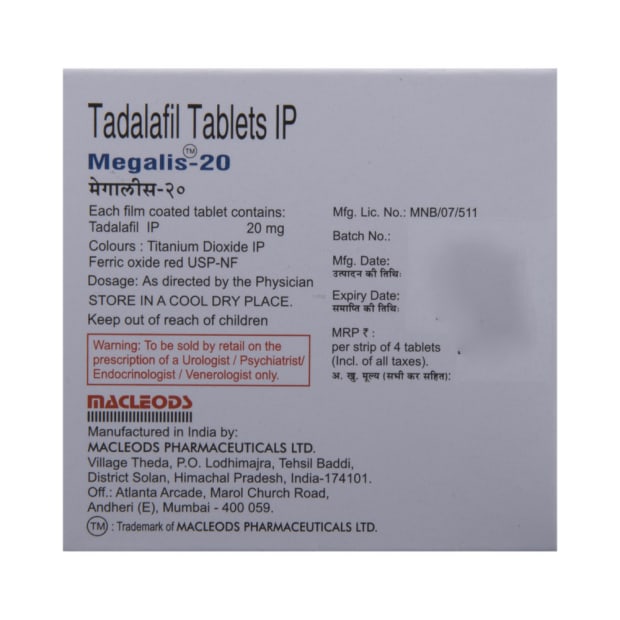 Tadalafil Tablets IP
Megalis™-20
मेगालीस-२०
Each film coated tablet contains:
Tadalafil IP 20 mg
Colours : Titanium Dioxide IP
Ferric oxide red USP-NF
Dosage: As directed by the Physician
STORE IN A COOL DRY PLACE.
Keep out of reach of children
Warning: To be sold by retail on the
prescription of a Urologist / Psychiatrist/
Endocrinologist / Venerologist only.
MACLEODS
Manufactured in India by:
MACLEODS PHARMACEUTICALS LTD.
Village Theda, P.O. Lodhimajra, Tehsil Baddi,
District Solan, Himachal Pradesh, India-174101.
Off.: Atlanta Arcade, Marol Church Road,
Andheri (E), Mumbai - 400 059.
TM : Trademark of MACLEODS PHARMACEUTICALS LTD.
Mfg. Lic. No.: MNB/07/511
Batch No.:
Mfg. Date:
उत्पादन की तिथि:
Expiry Date:
समाप्ति की तिथि:
MRP ₹ :
per strip of 4 tablets
(Incl. of all taxes).
अ. खु. मूल्य (सभी कर सहित):